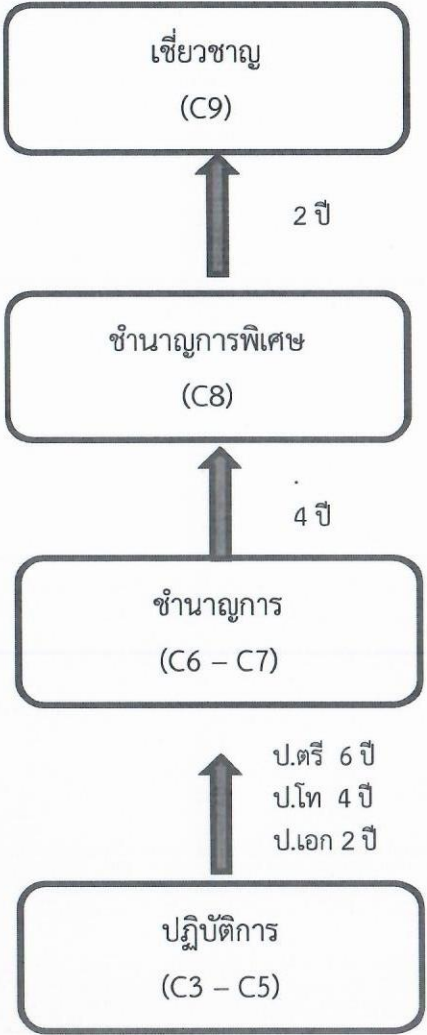 เชี่ยวชาญ
(C9)
2 ปี
ชำนาญการพิเศษ
(C8)
4 ปี
ชำนาญการ
(C6 – C7)
ป.ตรี 6 ปี
ป.โท 4 ปี
ป.เอก 2 ปี
ปฏิบัติการ
(C3 – C5)